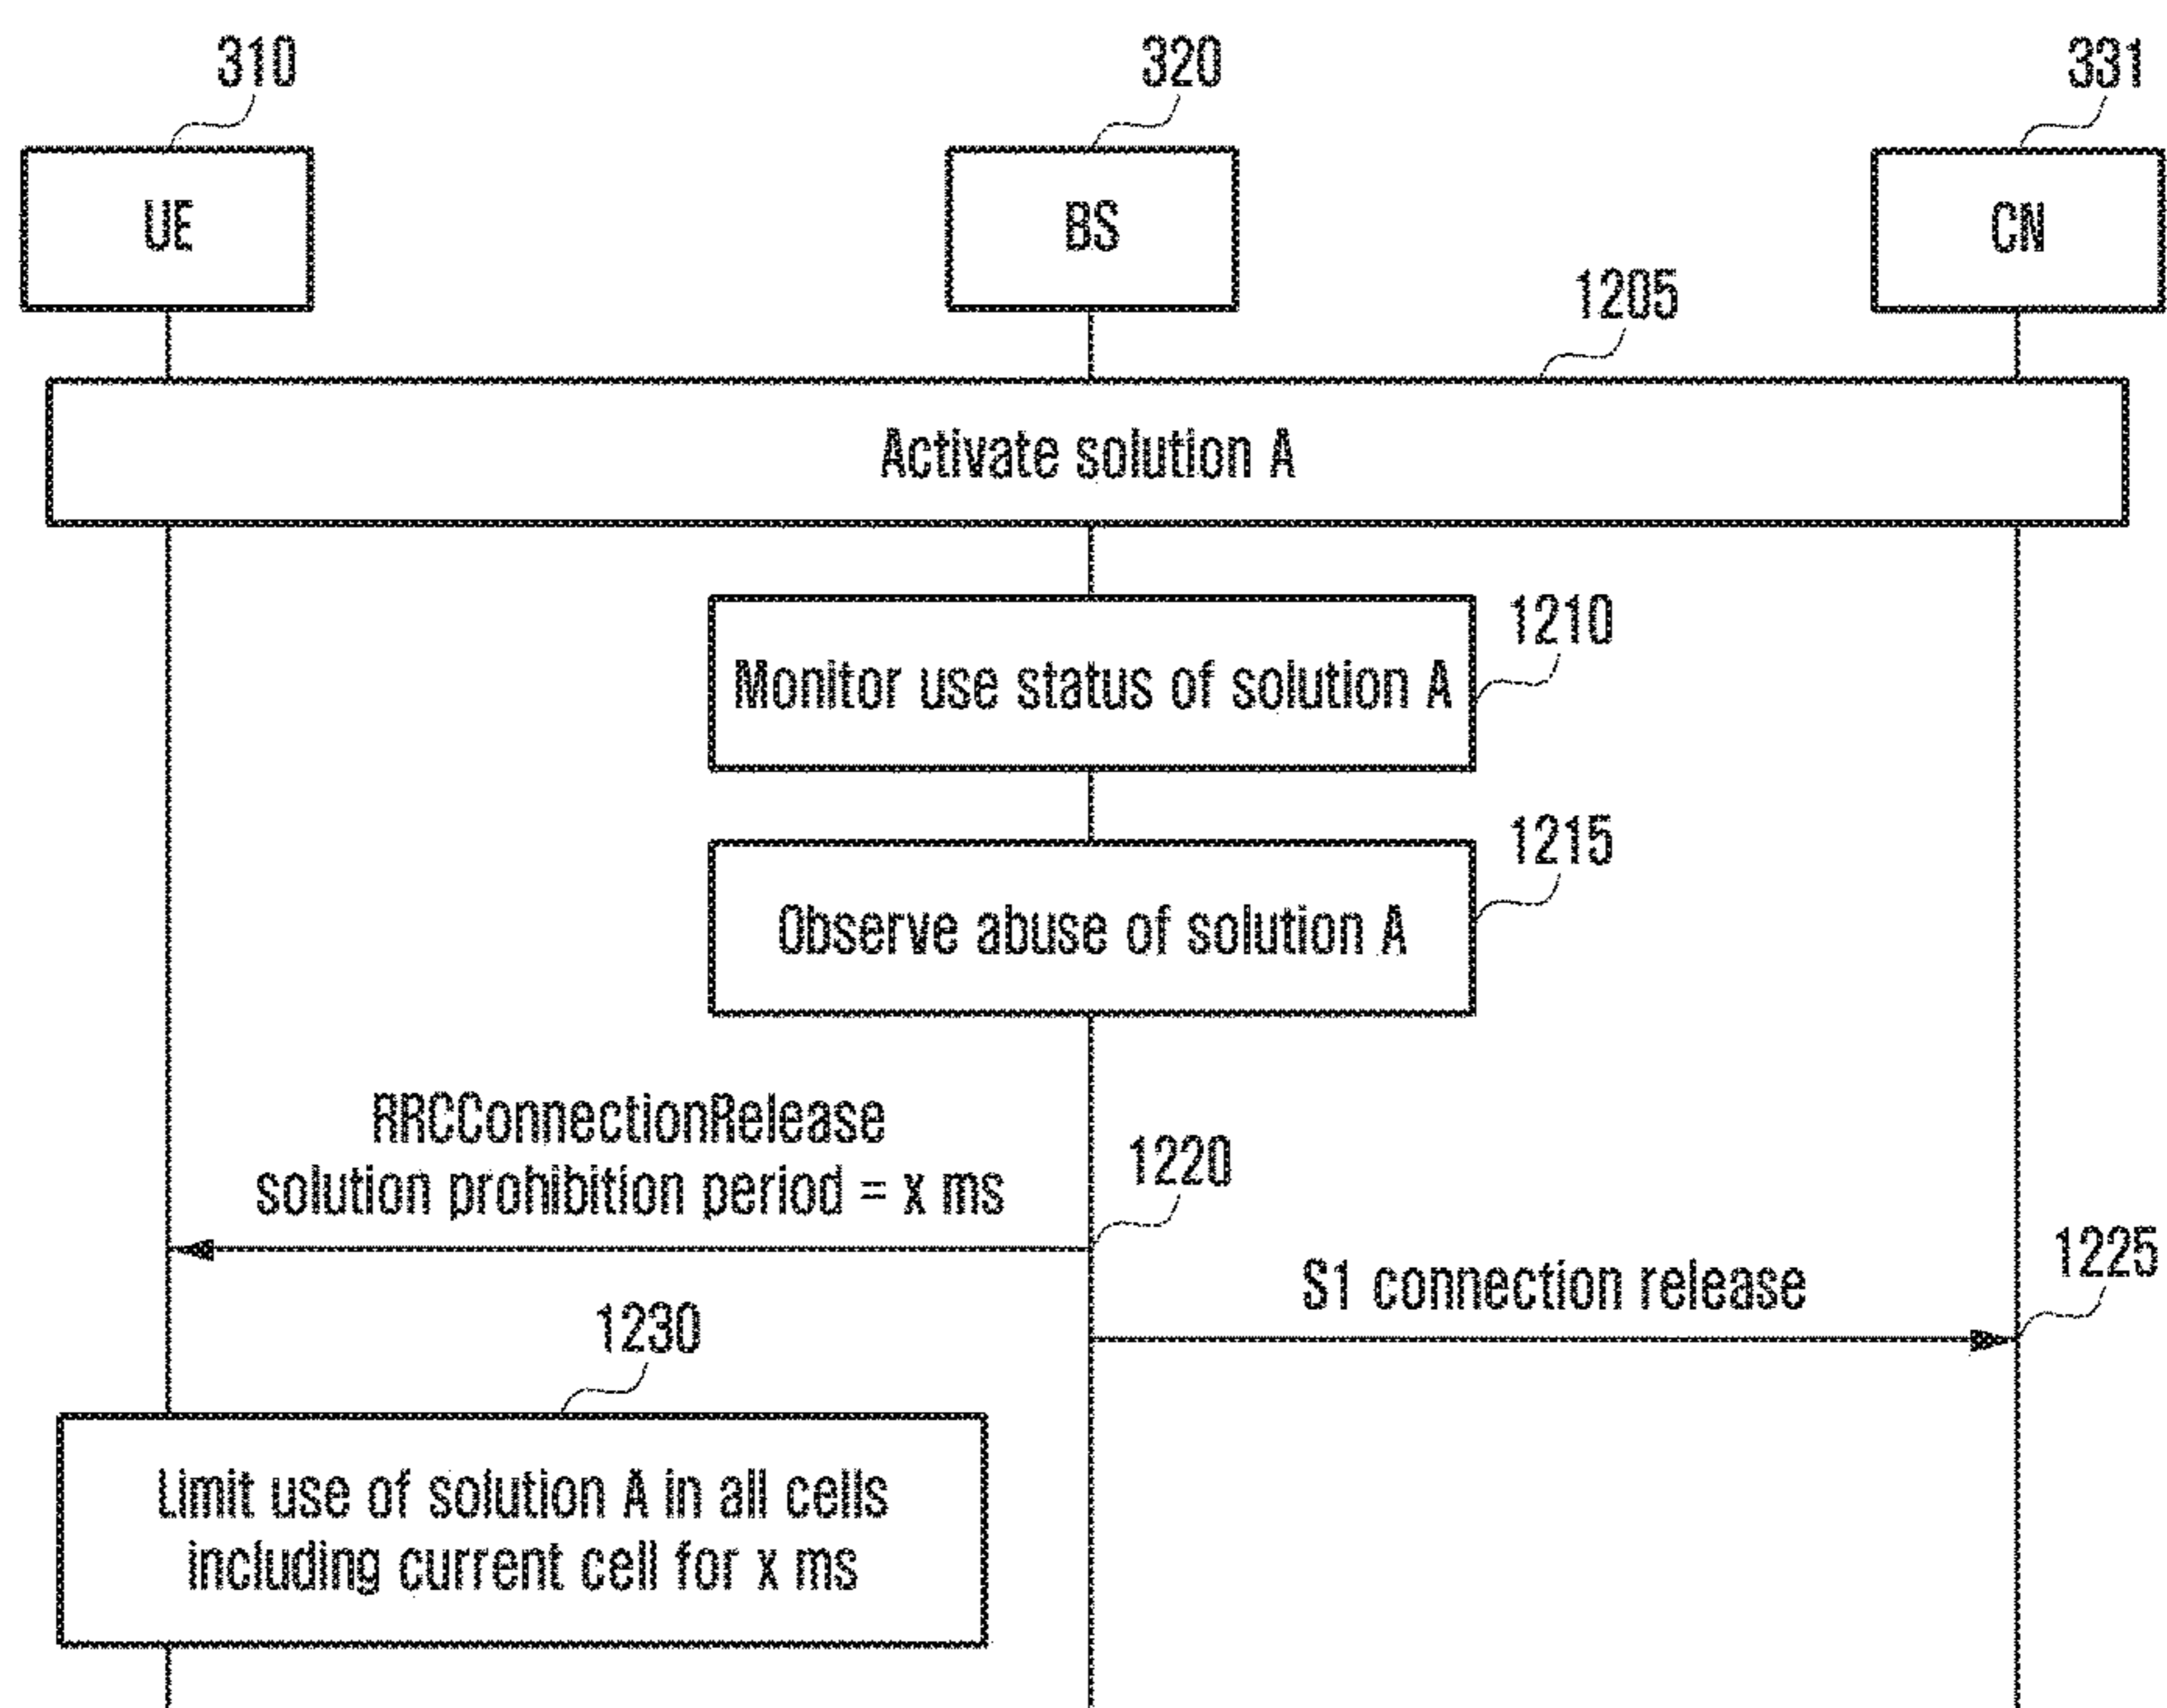 310
320
331
UE
BS
CN
1205
Activate solution A
1210
Monitor use status of solution A
1215
Observe abuse of solution A
RRCConnectionRelease
solution prohibition period = x ms
1220
1225
S1 connection release
1230
Limit use of solution A in all cells
including current cell for x ms